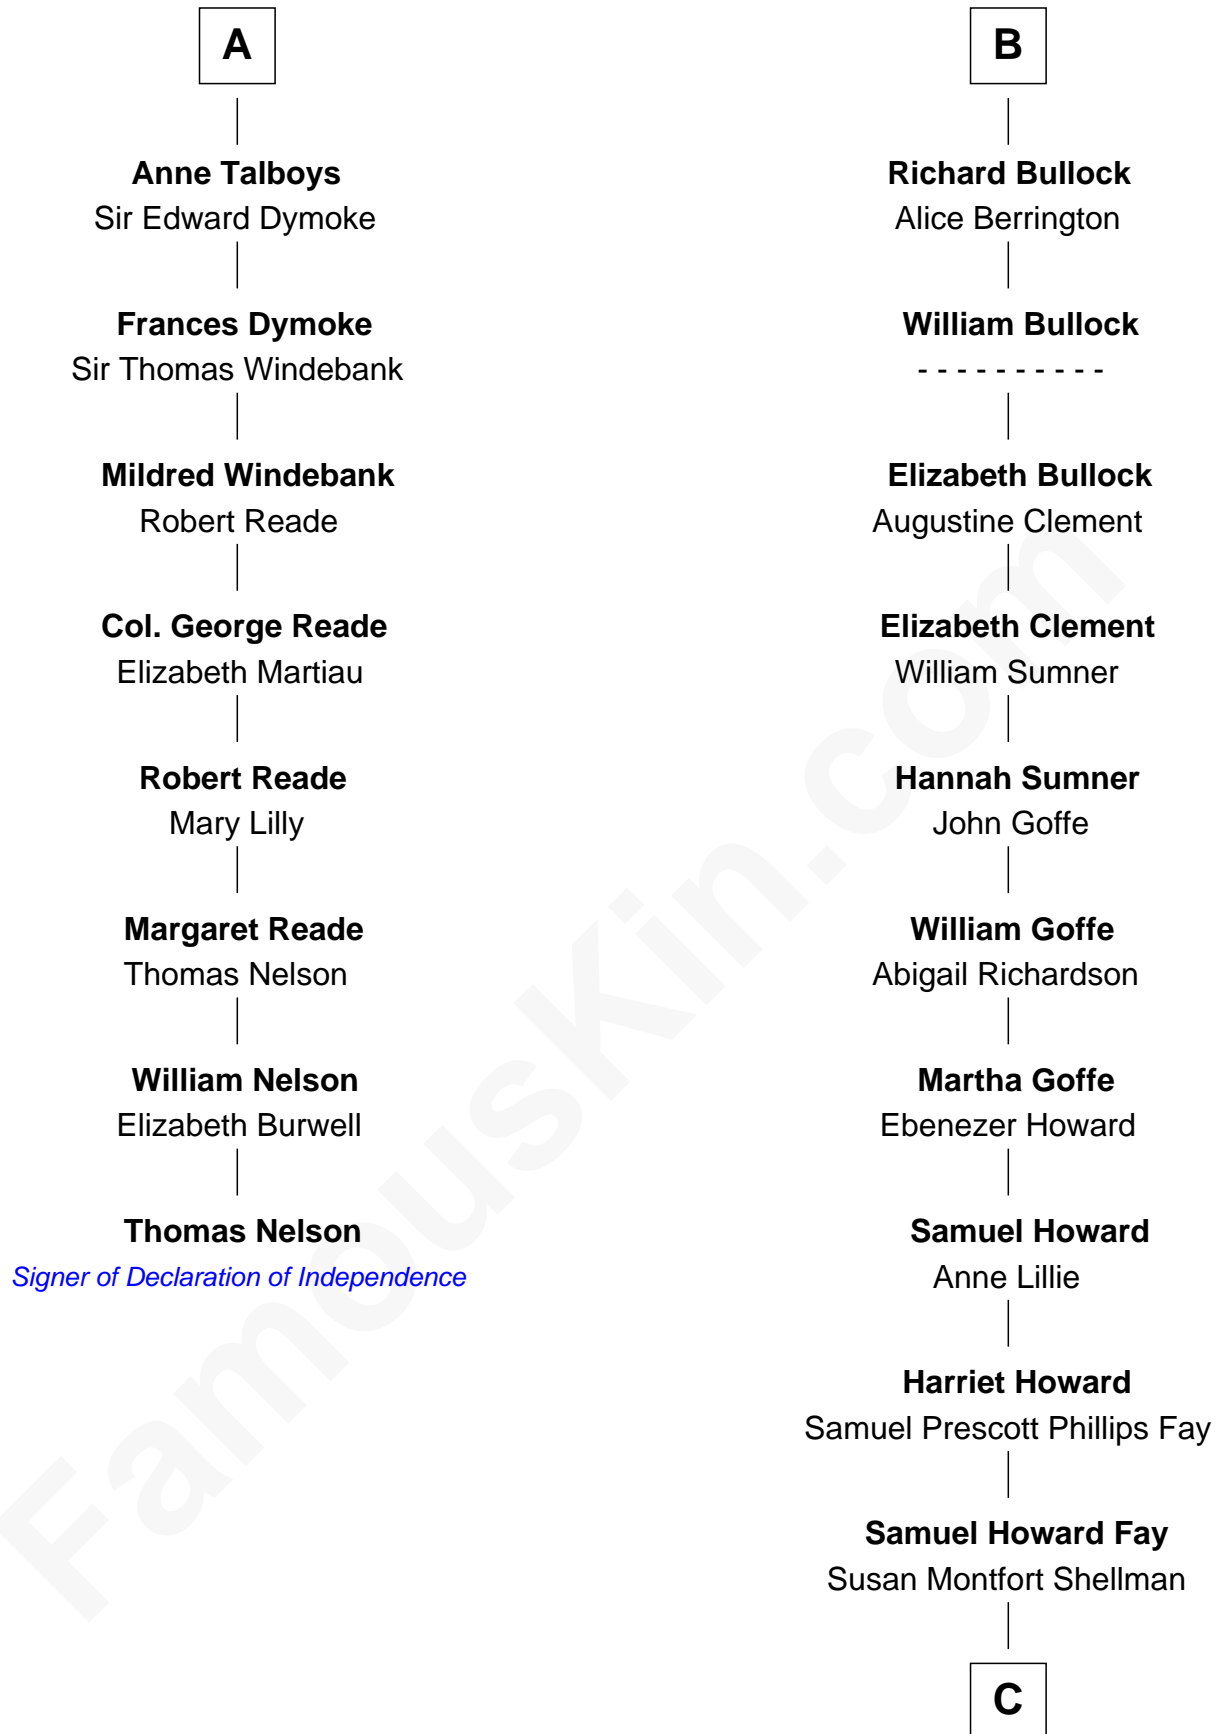 A
Anne Talboys
Sir Edward Dymoke
Frances Dymoke
Sir Thomas Windebank
Mildred Windebank
Robert Reade
Col. George Reade
Elizabeth Martiau
Robert Reade
Mary Lilly
Margaret Reade
Thomas Nelson
William Nelson
Elizabeth Burwell
Thomas Nelson
Signer of Declaration of Independence
B
Richard Bullock
Alice Berrington
William Bullock
- - - - - - - - - -
Elizabeth Bullock
Augustine Clement
Elizabeth Clement
William Sumner
Hannah Sumner
John Goffe
William Goffe
Abigail Richardson
Martha Goffe
Ebenezer Howard
Samuel Howard
Anne Lillie
Harriet Howard
Samuel Prescott Phillips Fay
Samuel Howard Fay
Susan Montfort Shellman
C
FamousKin.com